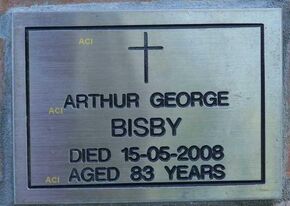 ACI
ARTHUR GEORGE
ACI
BISBY
DIED 15-05-2008
AGED 83 YEARS
ACI